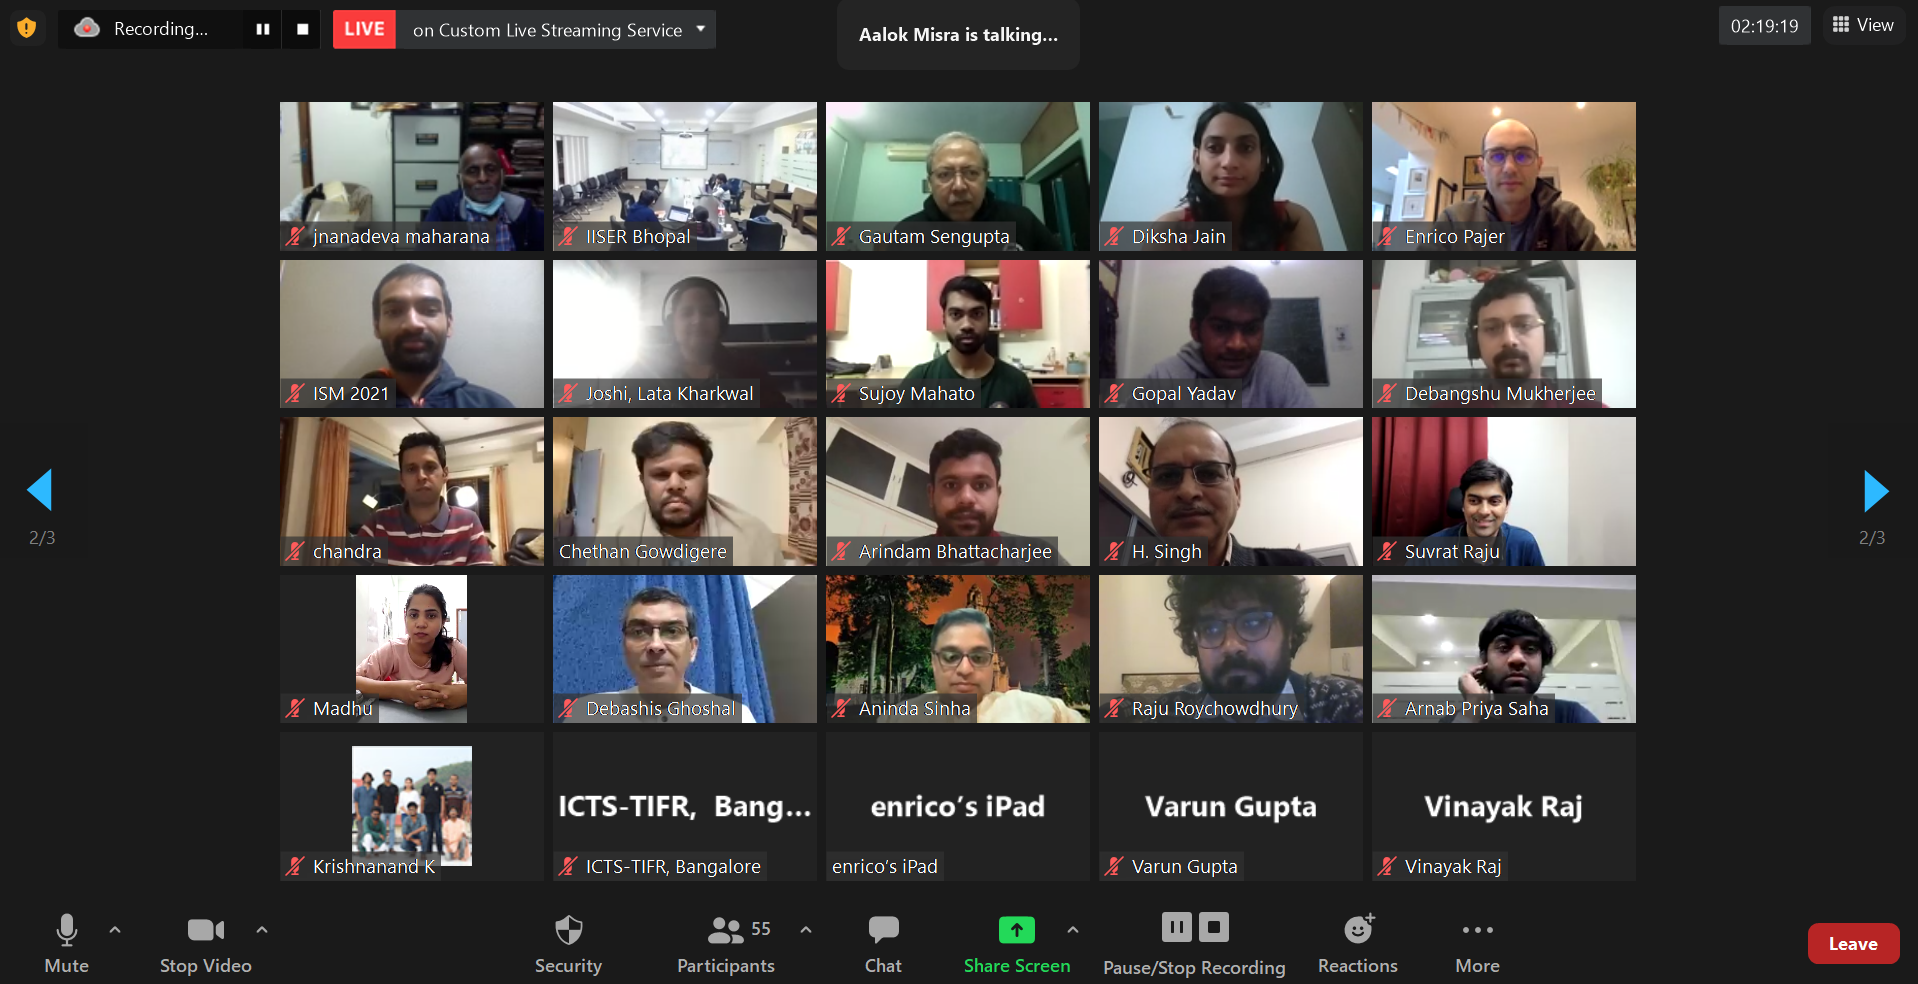 Recording...
LIVE
on Custom Live Streaming Service
Aalok Misra is talking...
02:19:19
View
jnanadeva maharana
IISER Bhopal
Gautam Sengupta
Diksha Jain
Enrico Pajer
ISM 2021
Joshi, Lata Kharkwal
Sujoy Mahato
Gopal Yadav
Debangshu Mukherjee
chandra
Chethan Gowdigere
Arindam Bhattacharjee
H. Singh
Suvrat Raju
2/3
2/3
Madhu
Debashis Ghoshal
Aninda Sinha
Raju Roychowdhury
Arnab Priya Saha
ICTS-TIFR, Bang...
enrico's iPad
Varun Gupta
Vinayak Raj
Krishnanand K
ICTS-TIFR, Bangalore
enrico's iPad
Varun Gupta
Vinayak Raj
55
Mute
Stop Video
Security
Participants
Chat
Share Screen
Pause/Stop Recording
Reactions
More
Leave